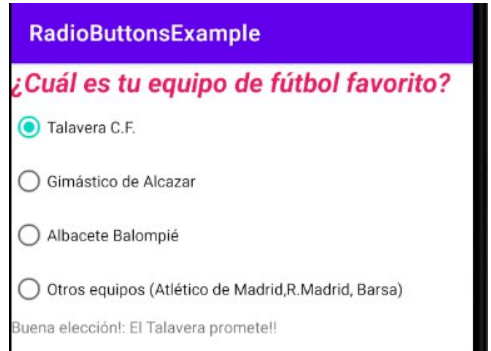 RadioButtonsExample
¿Cuál es tu equipo de fútbol favorito?
Talavera C.F.
Gimástico de Alcazar
Albacete Balompié
Otros equipos (Atlético de Madrid,R.Madrid, Barsa)
Buena elección!: El Talavera promete!!